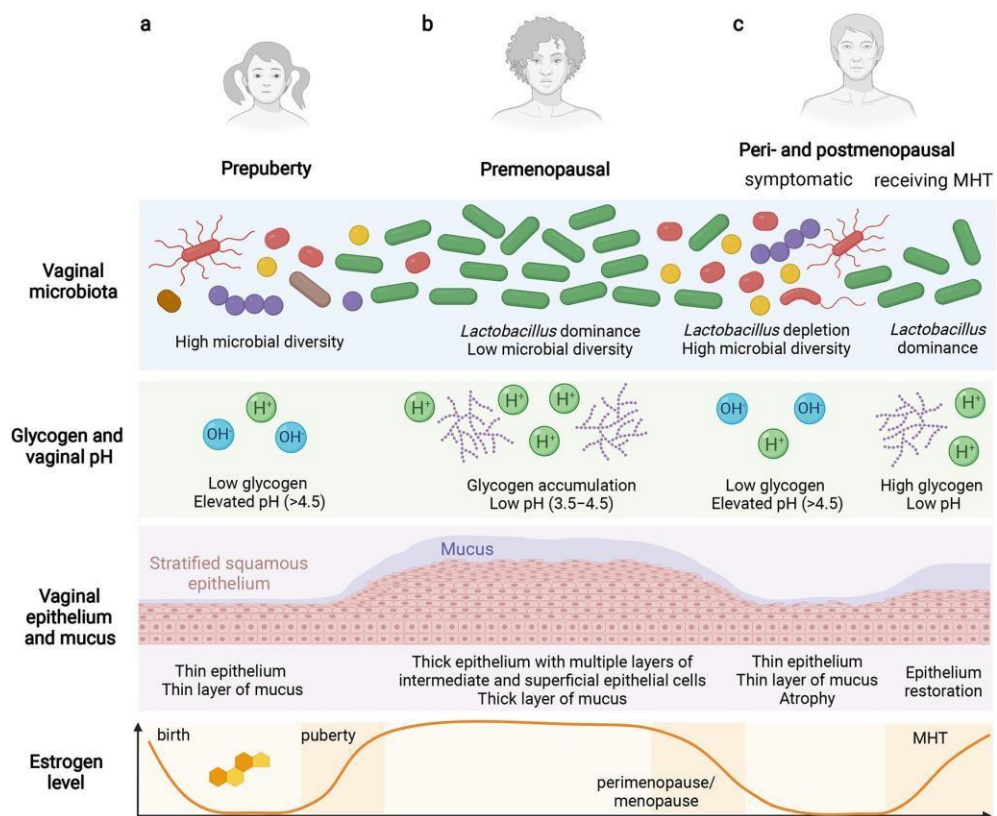 a
b
c
Prepuberty
Premenopausal
Peri- and postmenopausal
symptomatic
receiving MHT
Vaginal
microbiota
High microbial diversity
Lactobacillus dominance
Low microbial diversity
Lactobacillus depletion
High microbial diversity
Lactobacillus
dominance
Glycogen and
vaginal pH
H⁺
OH⁻
OH⁻
H⁺
H⁺
H⁺
H⁺
OH⁻
OH⁻
H⁺
H⁺
H⁺
Low glycogen
Elevated pH (>4.5)
Glycogen accumulation
Low pH (3.5–4.5)
Low glycogen
Elevated pH (>4.5)
High glycogen
Low pH
Vaginal
epithelium
and mucus
Stratified squamous
epithelium
Mucus
Thin epithelium
Thin layer of mucus
Thick epithelium with multiple layers of
intermediate and superficial epithelial cells
Thick layer of mucus
Thin epithelium
Thin layer of mucus
Atrophy
Epithelium
restoration
Estrogen
level
birth
puberty
perimenopause/
menopause
MHT